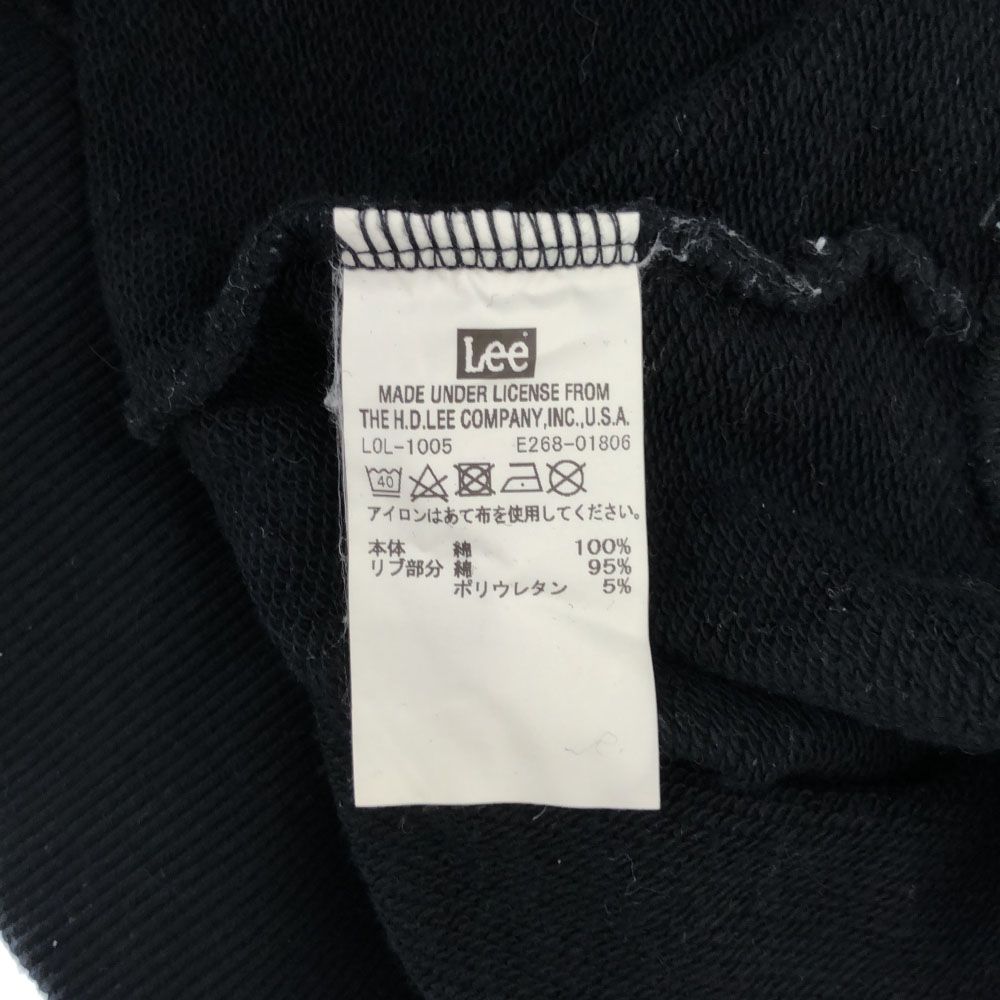 Lee
MADE UNDER LICENSE FROM
THE H.D.LEE COMPANY,INC.,U.S.A.
LOL-1005 E268-01806
40
アイロンはあて布を使用してください。
本体 綿 100%
リブ部分 綿 95%
ポリウレタン 5%